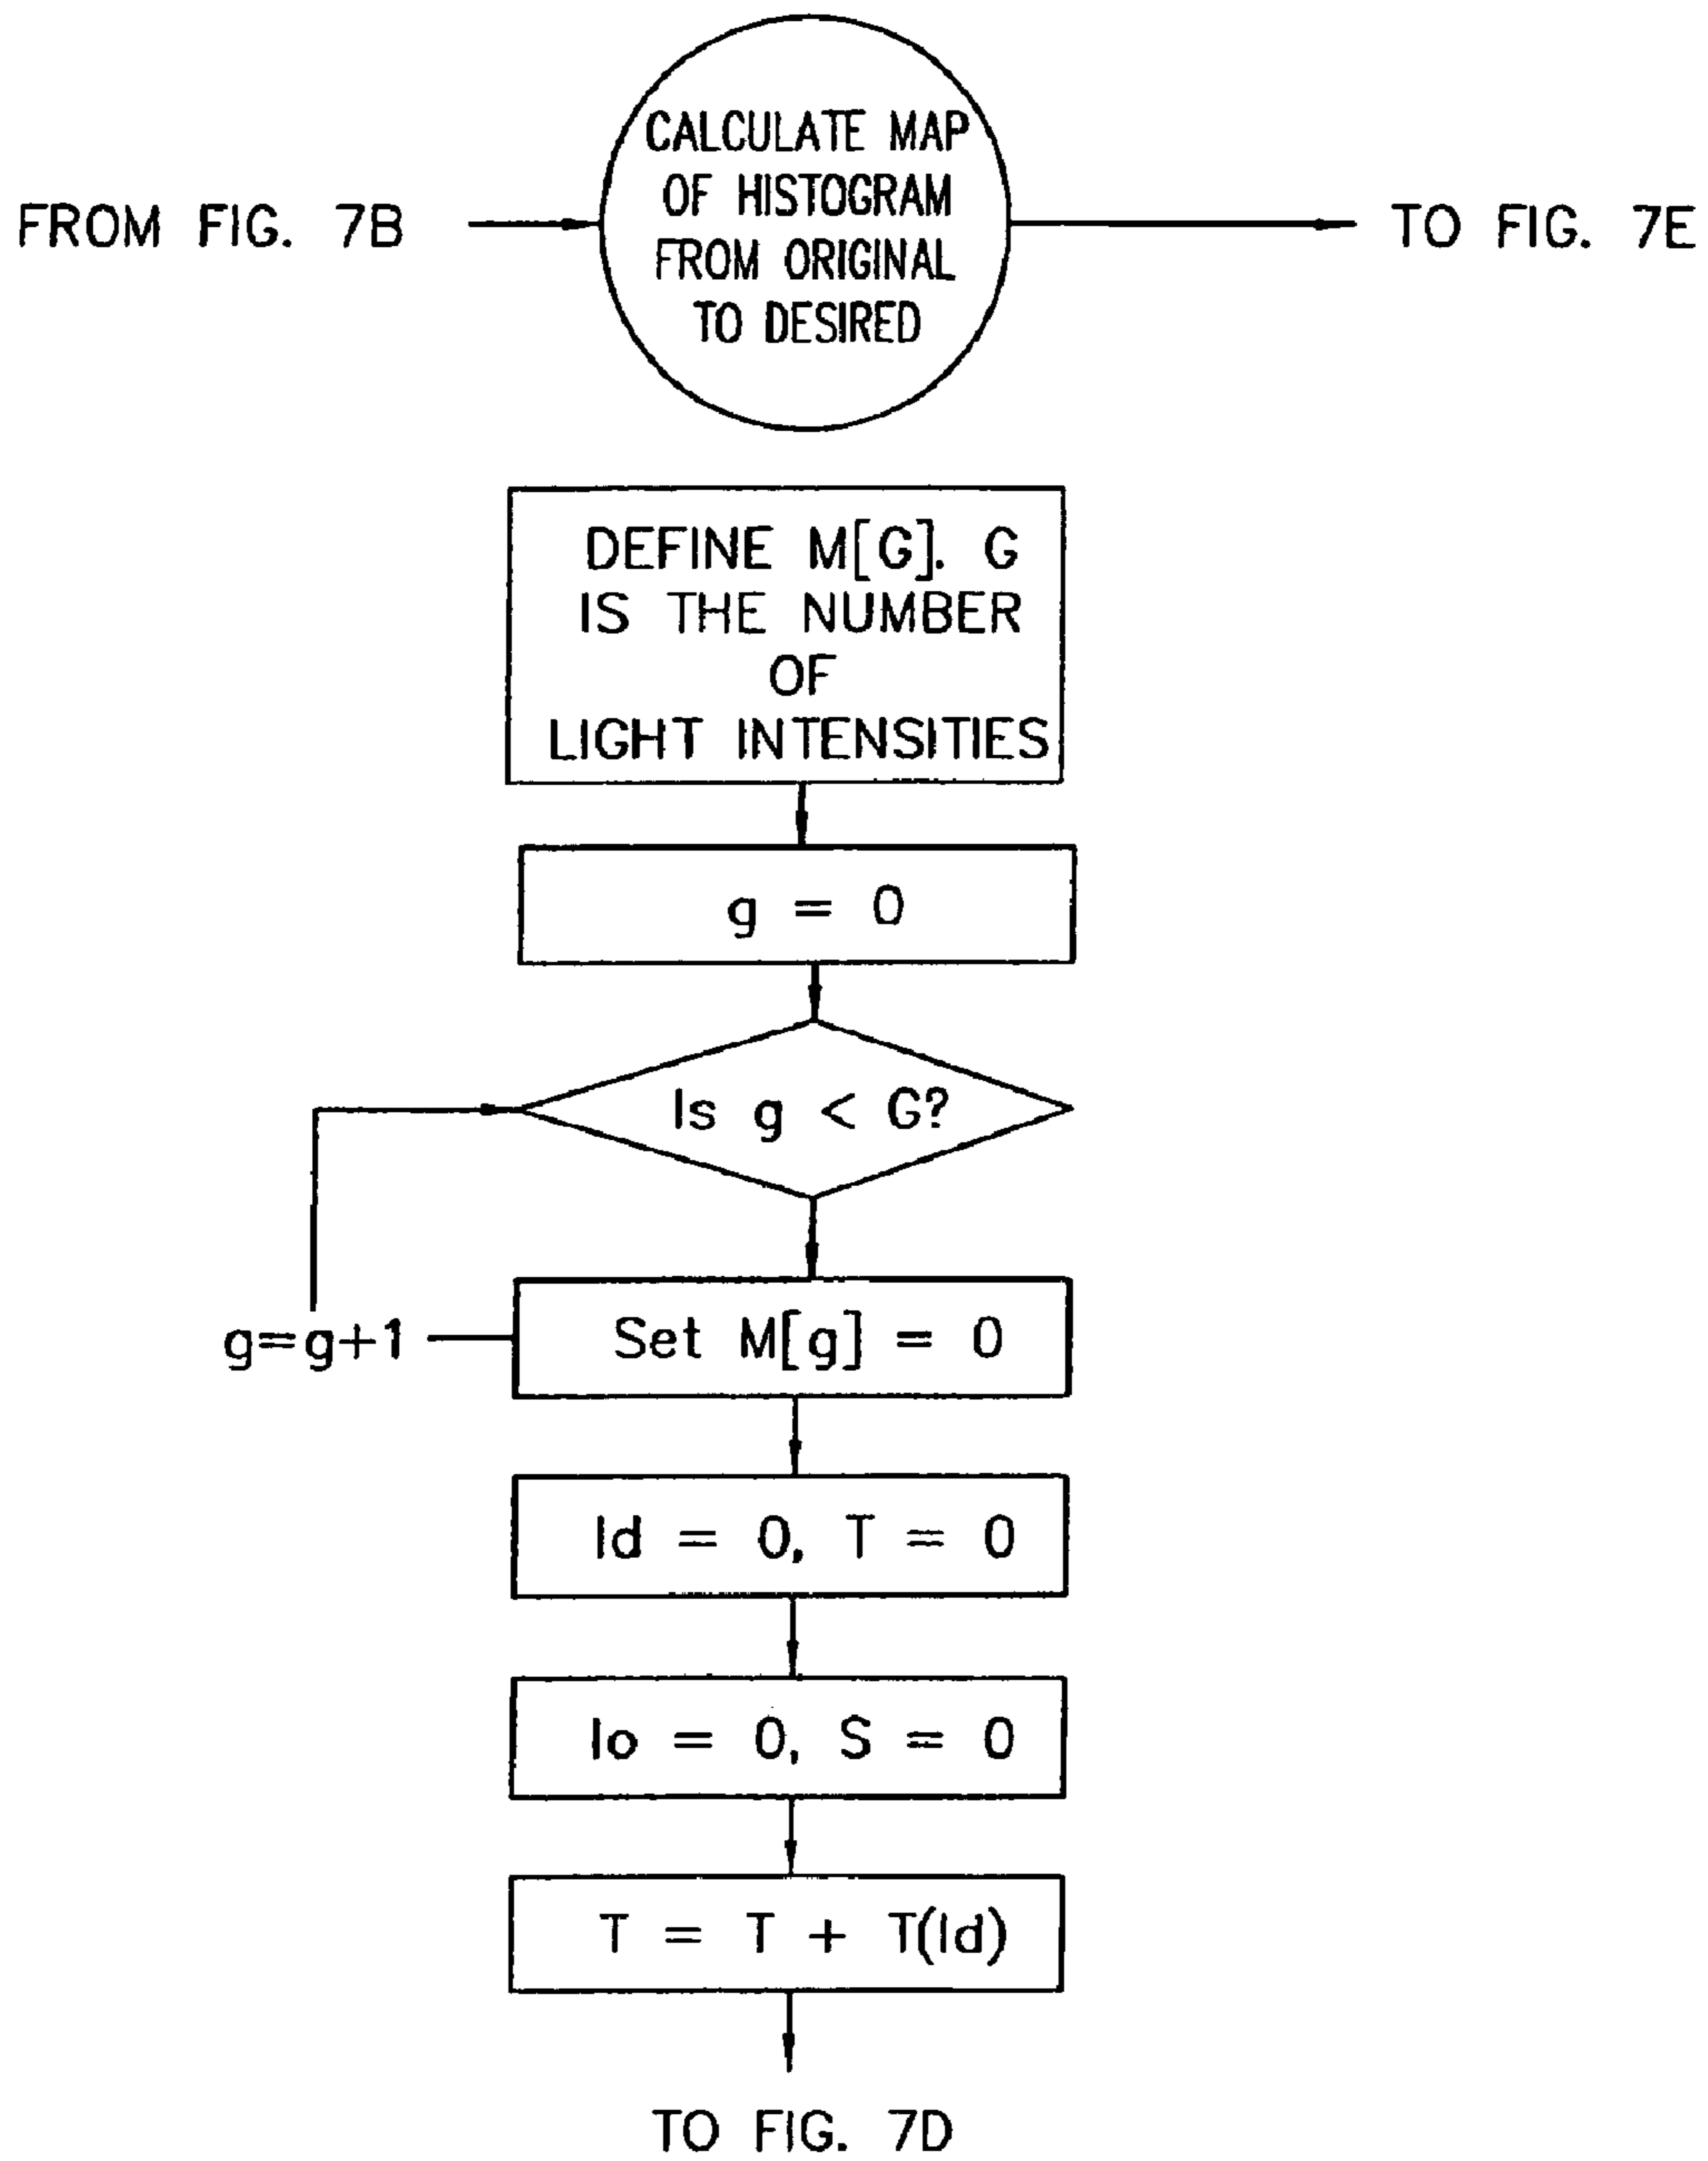 CALCULATE MAP
OF HISTOGRAM
FROM ORIGINAL
TO DESIRED
FROM FIG. 7B
TO FIG. 7E
DEFINE M[G]. G
IS THE NUMBER
OF
LIGHT INTENSITIES
g = 0
Is g < G?
g=g+1
Set M[g] = 0
Id = 0, T = 0
Io = 0, S = 0
T = T + T(Id)
TO FIG. 7D